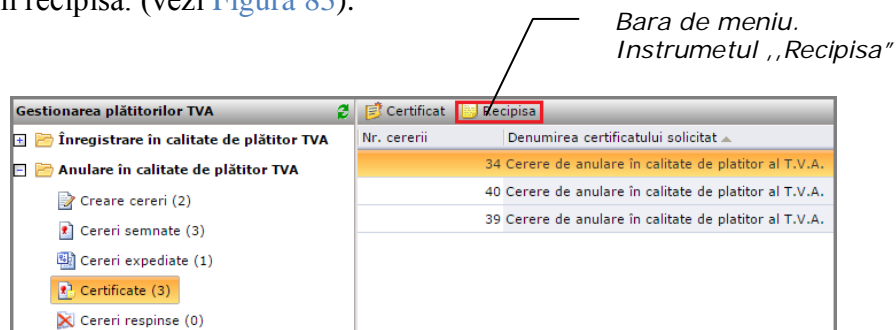 n recipisa. (vezi Figura 83).
Bara de meniu.
Instrumetul ,,Recipisa”
Gestionarea plătitorilor TVA
Certificat Recipisa
Înregistrare în calitate de plătitor TVA
Nr. cererii Denumirea certificatului solicitat
Anulare în calitate de plătitor TVA
34 Cerere de anulare în calitate de platitor al T.V.A.
Creare cereri (2)
40 Cerere de anulare în calitate de platitor al T.V.A.
Cereri semnate (3)
39 Cerere de anulare în calitate de platitor al T.V.A.
Cereri expediate (1)
Certificate (3)
Cereri respinse (0)